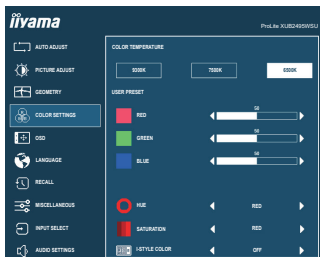 iiyama
ProLite XUB2495WSU
AUTO ADJUST
PICTURE ADJUST
GEOMETRY
COLOR SETTINGS
OSD
LANGUAGE
RECALL
MISCELLANEOUS
INPUT SELECT
AUDIO SETTINGS
COLOR TEMPERATURE
9300K 7500K 6500K
USER PRESET
RED 50
GREEN 50
BLUE 50
HUE RED
SATURATION RED
I-STYLE COLOR OFF